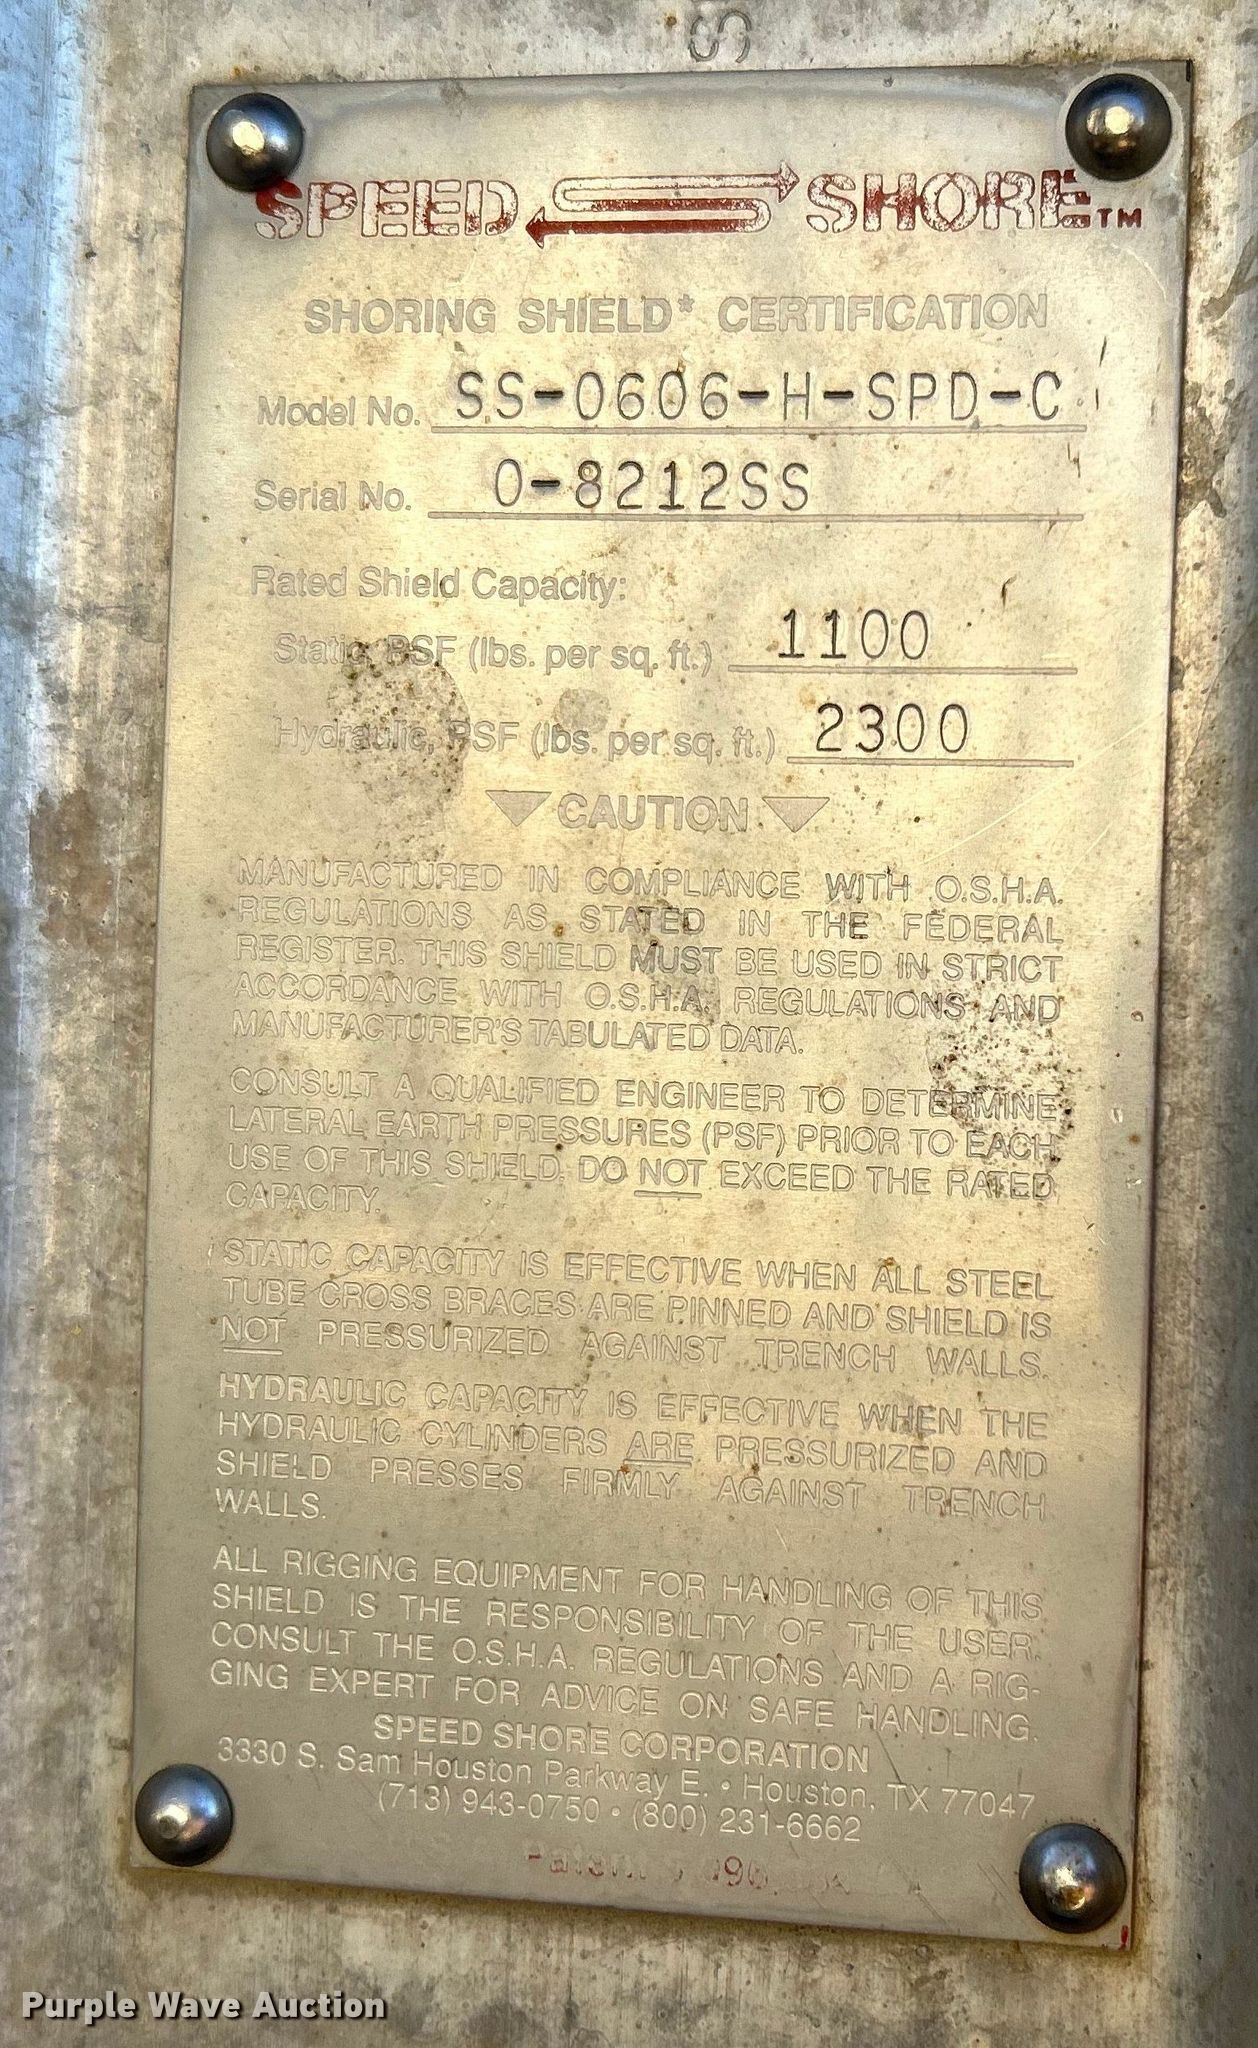 S
SPEED SHORE™
SHORING SHIELD* CERTIFICATION
Model No. SS-0606-H-SPD-C
Serial No. 0-8212SS
Rated Shield Capacity:
Static, PSF (lbs. per sq. ft.) 1100
Hydraulic, PSF (lbs. per sq. ft.) 2300
CAUTION
MANUFACTURED IN COMPLIANCE WITH O.S.H.A.
REGULATIONS AS STATED IN THE FEDERAL
REGISTER. THIS SHIELD MUST BE USED IN STRICT
ACCORDANCE WITH O.S.H.A. REGULATIONS AND
MANUFACTURER'S TABULATED DATA.
CONSULT A QUALIFIED ENGINEER TO DETERMINE
LATERAL EARTH PRESSURES (PSF) PRIOR TO EACH
USE OF THIS SHIELD. DO NOT EXCEED THE RATED
CAPACITY.
STATIC CAPACITY IS EFFECTIVE WHEN ALL STEEL
TUBE CROSS BRACES ARE PINNED AND SHIELD IS
NOT PRESSURIZED AGAINST TRENCH WALLS.
HYDRAULIC CAPACITY IS EFFECTIVE WHEN THE
HYDRAULIC CYLINDERS ARE PRESSURIZED AND
SHIELD PRESSES FIRMLY AGAINST TRENCH
WALLS.
ALL RIGGING EQUIPMENT FOR HANDLING OF THIS
SHIELD IS THE RESPONSIBILITY OF THE USER.
CONSULT THE O.S.H.A. REGULATIONS AND A RIG-
GING EXPERT FOR ADVICE ON SAFE HANDLING.
SPEED SHORE CORPORATION
3330 S. Sam Houston Parkway E. • Houston, TX 77047
(713) 943-0750 • (800) 231-6662
Purple Wave Auction